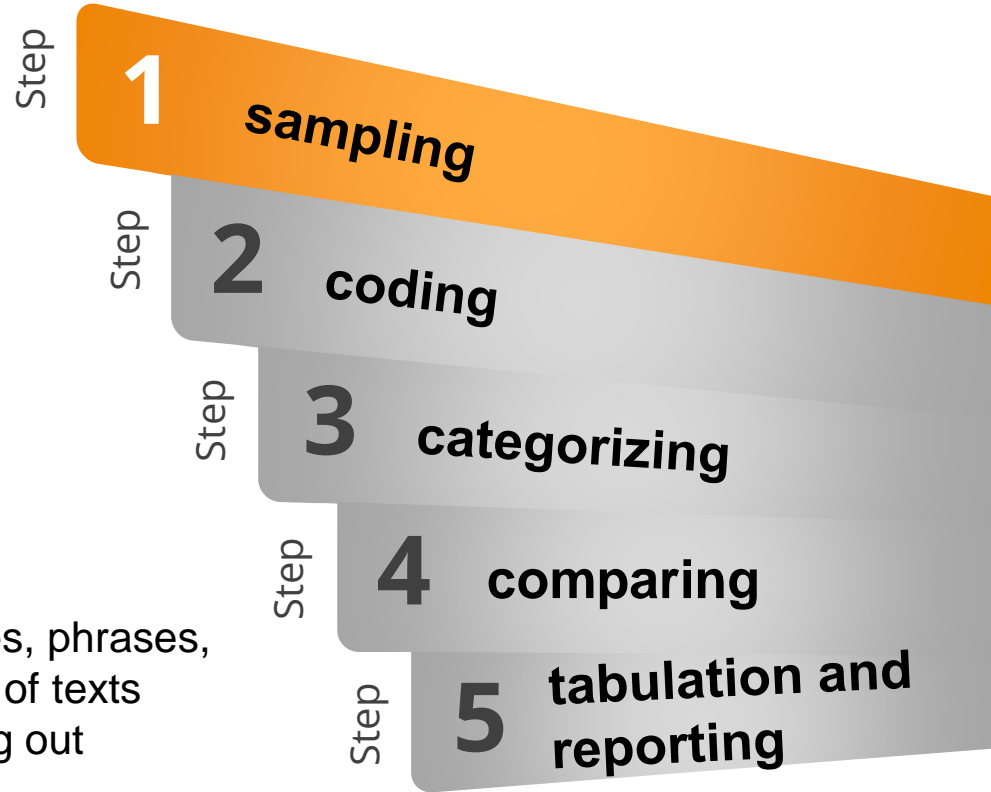 Step 1 sampling
Step 2 coding
Step 3 categorizing
Step 4 comparing
Step 5 tabulation and
reporting
phrases,
of texts
out